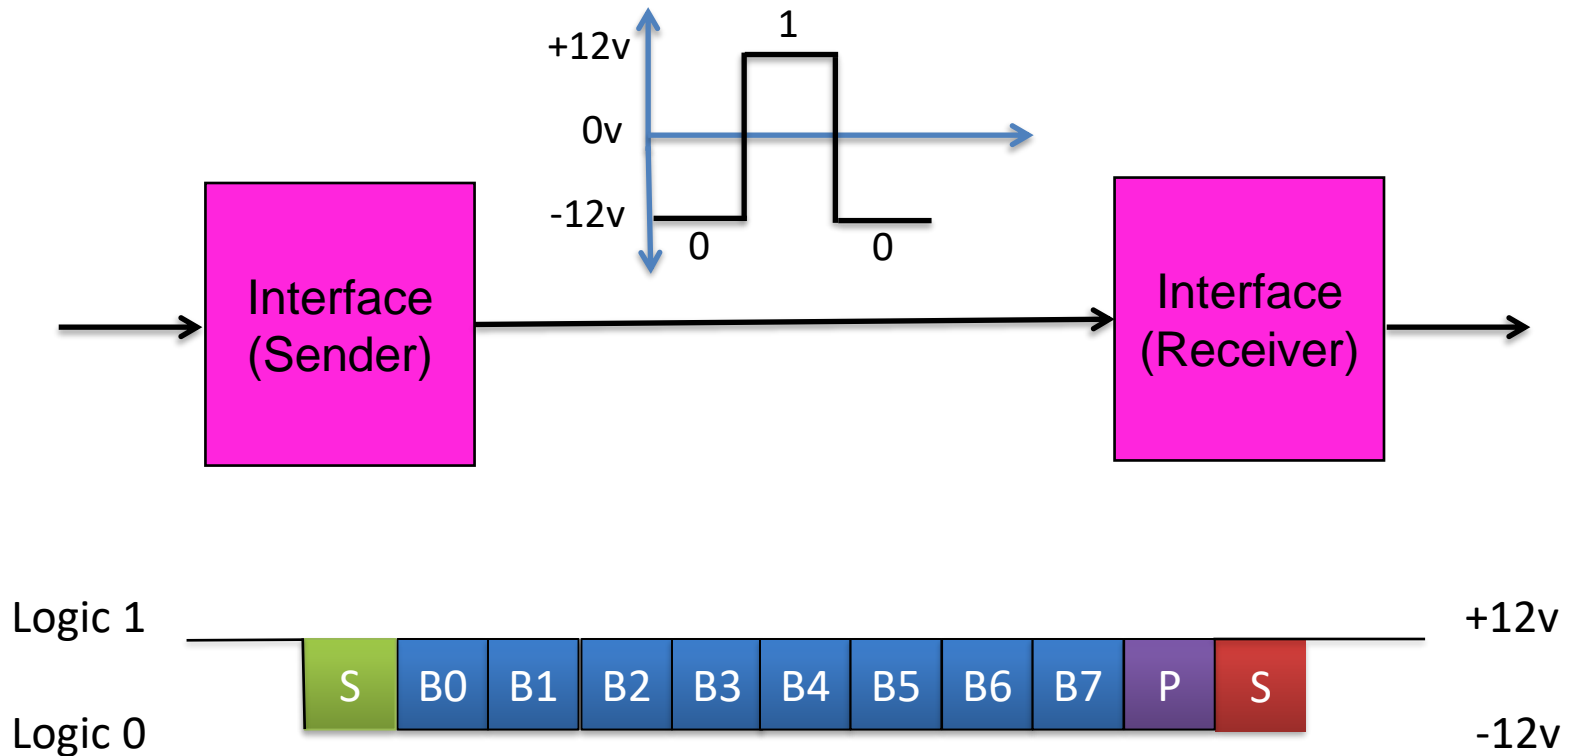 1
+12v
0v
-12v
0
0
Interface
(Sender)
Interface
(Receiver)
Logic 1
+12v
S B0 B1 B2 B3 B4 B5 B6 B7 P S
Logic 0
-12v